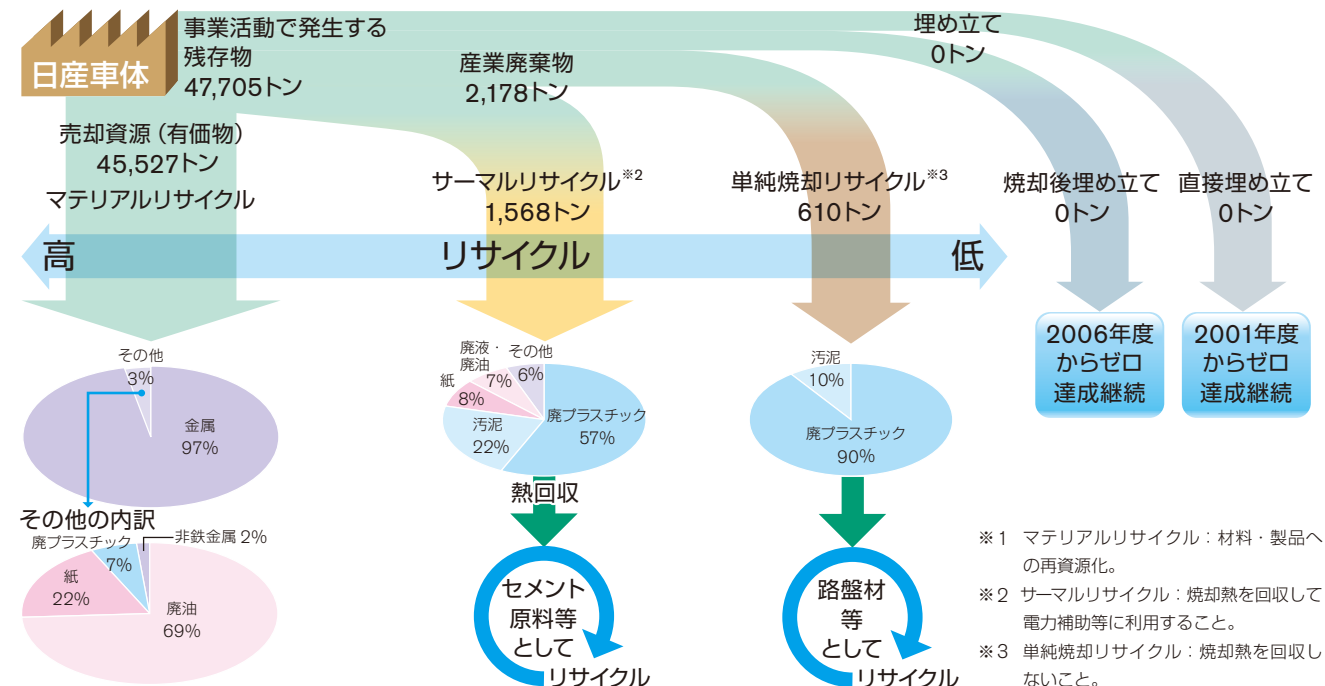 日産車体
事業活動で発生する
残存物
47,705トン
売却資源（有価物）
45,527トン
マテリアルリサイクル
産業廃棄物
2,178トン
埋め立て
0トン
サーマルリサイクル※2
1,568トン
単純焼却リサイクル※3
610トン
焼却後埋め立て
0トン
直接埋め立て
0トン
高
リサイクル
低
2006年度
からゼロ
達成継続
2001年度
からゼロ
達成継続
その他
3%
金属
97%
その他の内訳
廃プラスチック
7%
非鉄金属 2%
紙
22%
廃油
69%
廃液・
廃油
7%
その他
6%
紙
8%
汚泥
22%
廃プラスチック
57%
熱回収
セメント
原料等
として
リサイクル
汚泥
10%
廃プラスチック
90%
路盤材
等
として
リサイクル
※1 マテリアルリサイクル：材料・製品へ
の再資源化。
※2 サーマルリサイクル：焼却熱を回収して
電力補助等に利用すること。
※3 単純焼却リサイクル：焼却熱を回収し
ないこと。